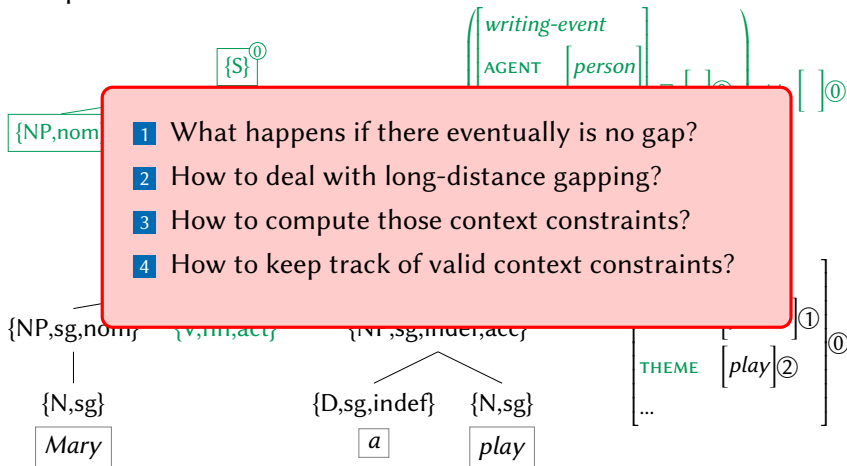 writing-event
{S}⓪
AGENT [person]
[ ]⓪
{NP,nom}
1 What happens if there eventually is no gap?
2 How to deal with long-distance gapping?
3 How to compute those context constraints?
4 How to keep track of valid context constraints?
{NP,sg,nom} {V,fin,act} {NP,sg,indef,acc}
]①
⓪
THEME [play]②
{N,sg} {D,sg,indef} {N,sg}
...
Mary a play